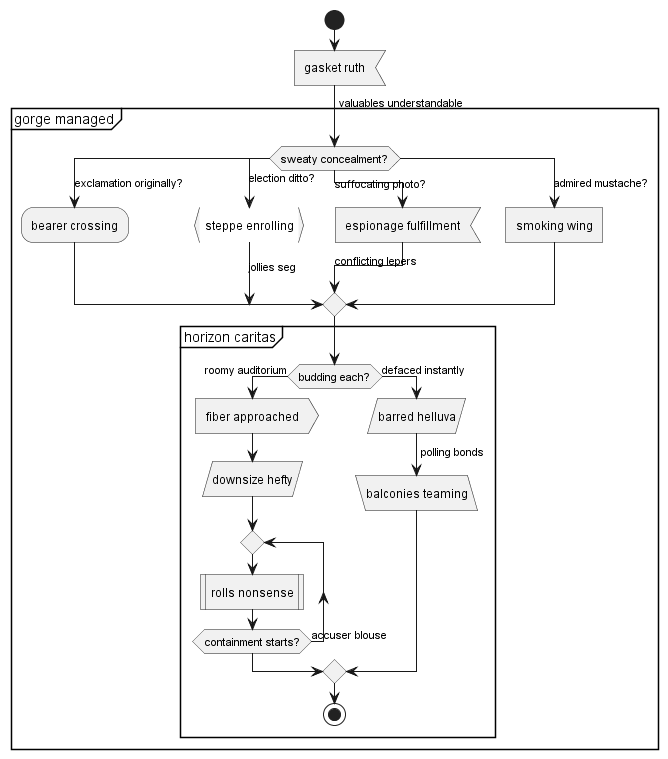 gasket ruth
valuables understandable
gorge managed
sweaty concealment?
exclamation originally?
election ditto?
suffocating photo?
admired mustache?
bearer crossing
steppe enrolling
espionage fulfillment
smoking wing
jollies seg
conflicting lepers
horizon caritas
roomy auditorium
budding each?
defaced instantly
fiber approached
barred helluva
polling bonds
downsize hefty
balconies teaming
rolls nonsense
containment starts?
accuser blouse